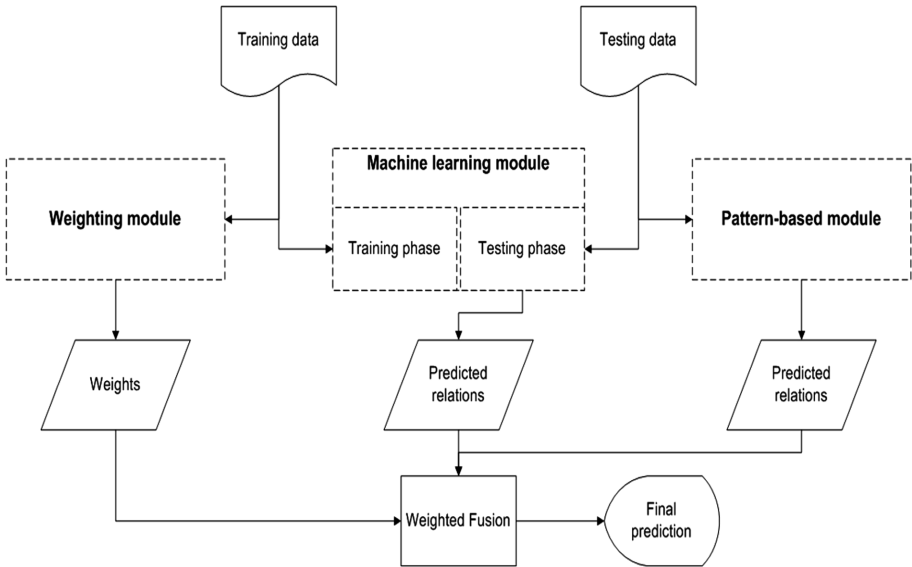 Training data
Testing data
Machine learning module
Weighting module
Pattern-based module
Training phase
Testing phase
Weights
Predicted
relations
Predicted
relations
Weighted Fusion
Final
prediction